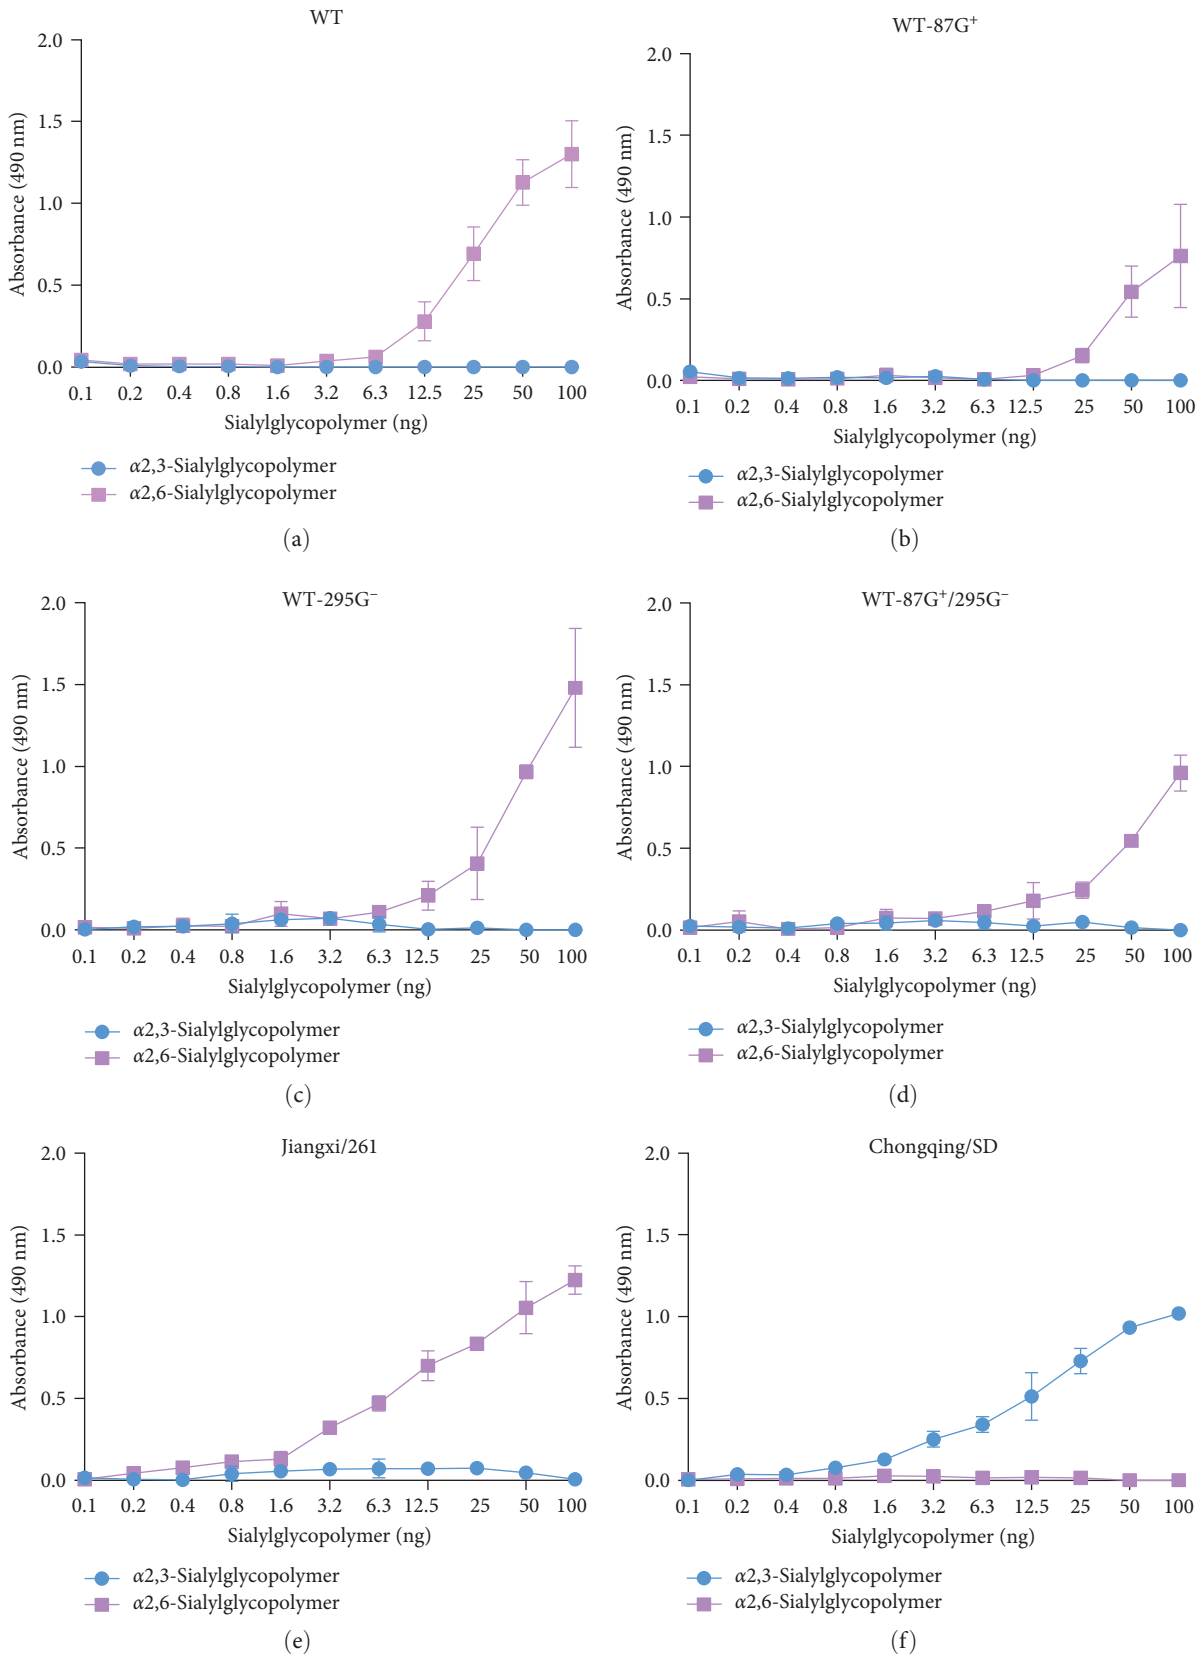 WT
2.0
1.5
1.0
0.5
0.0
Absorbance (490 nm)
0.1 0.2 0.4 0.8 1.6 3.2 6.3 12.5 25 50 100
Sialylglycopolymer (ng)
α2,3-Sialylglycopolymer
α2,6-Sialylglycopolymer
(a)
WT-87G⁺
2.0
1.5
1.0
0.5
0.0
Absorbance (490 nm)
0.1 0.2 0.4 0.8 1.6 3.2 6.3 12.5 25 50 100
Sialylglycopolymer (ng)
α2,3-Sialylglycopolymer
α2,6-Sialylglycopolymer
(b)
WT-295G⁻
2.0
1.5
1.0
0.5
0.0
Absorbance (490 nm)
0.1 0.2 0.4 0.8 1.6 3.2 6.3 12.5 25 50 100
Sialylglycopolymer (ng)
α2,3-Sialylglycopolymer
α2,6-Sialylglycopolymer
(c)
WT-87G⁺/295G⁻
2.0
1.5
1.0
0.5
0.0
Absorbance (490 nm)
0.1 0.2 0.4 0.8 1.6 3.2 6.3 12.5 25 50 100
Sialylglycopolymer (ng)
α2,3-Sialylglycopolymer
α2,6-Sialylglycopolymer
(d)
Jiangxi/261
2.0
1.5
1.0
0.5
0.0
Absorbance (490 nm)
0.1 0.2 0.4 0.8 1.6 3.2 6.3 12.5 25 50 100
Sialylglycopolymer (ng)
α2,3-Sialylglycopolymer
α2,6-Sialylglycopolymer
(e)
Chongqing/SD
2.0
1.5
1.0
0.5
0.0
Absorbance (490 nm)
0.1 0.2 0.4 0.8 1.6 3.2 6.3 12.5 25 50 100
Sialylglycopolymer (ng)
α2,3-Sialylglycopolymer
α2,6-Sialylglycopolymer
(f)